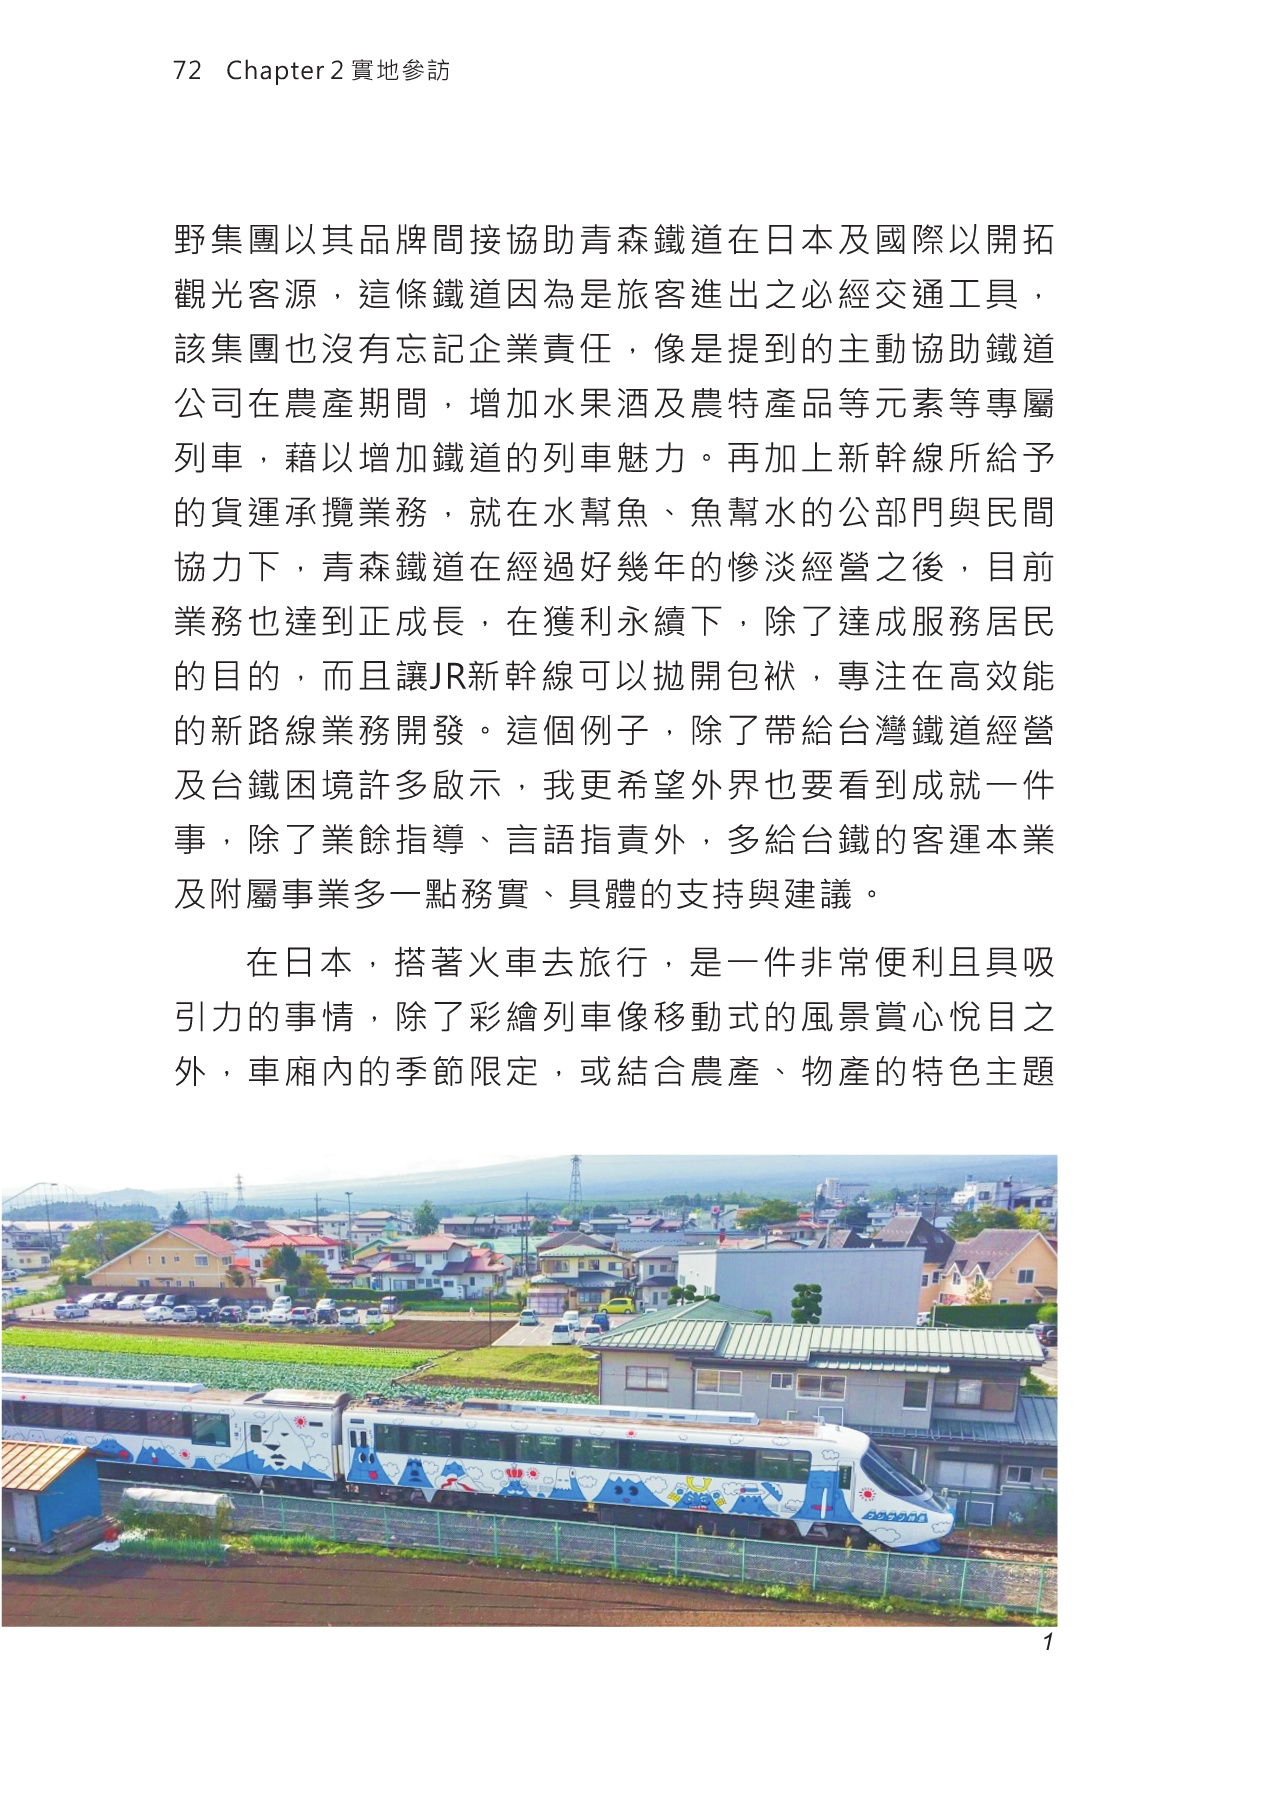 72 Chapter 2 實地參訪
野集團以其品牌間接協助青森鐵道在日本及國際以開拓
觀光客源，這條鐵道因為是旅客進出之必經交通工具，
該集團也沒有忘記企業責任，像是提到的主動協助鐵道
公司在農產期間，增加水果酒及農特產品等元素等專屬
列車，藉以增加鐵道的列車魅力。再加上新幹線所給予
的貨運承攬業務，就在水幫魚、魚幫水的公部門與民間
協力下，青森鐵道在經過好幾年的慘淡經營之後，目前
業務也達到正成長，在獲利永續下，除了達成服務居民
的目的，而且讓JR新幹線可以拋開包袱，專注在高效能
的新路線業務開發。這個例子，除了帶給台灣鐵道經營
及台鐵困境許多啟示，我更希望外界也要看到成就一件
事，除了業餘指導、言語指責外，多給台鐵的客運本業
及附屬事業多一點務實、具體的支持與建議。
在日本，搭著火車去旅行，是一件非常便利且具吸
引力的事情，除了彩繪列車像移動式的風景賞心悅目之
外，車廂內的季節限定，或結合農產、物產的特色主題
1